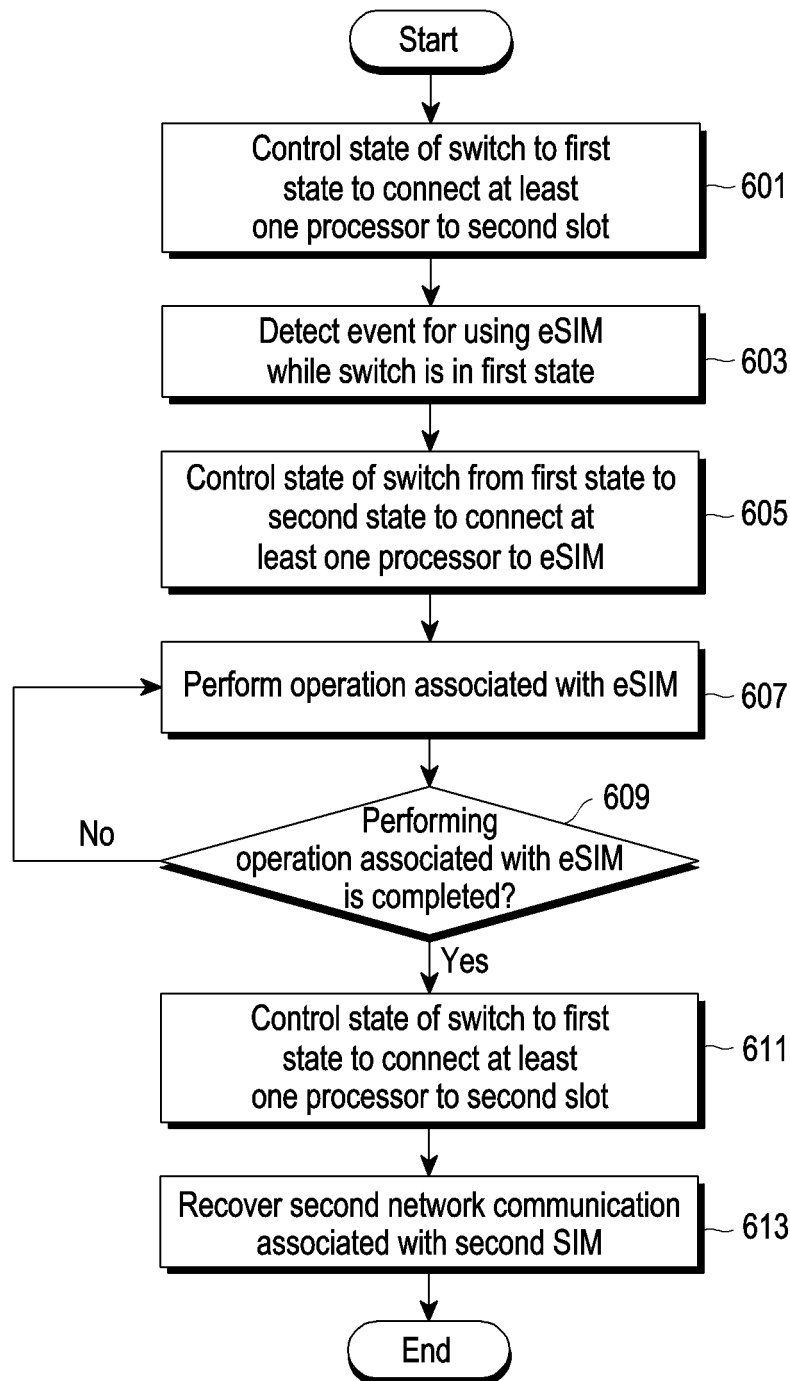 Start
Control state of switch to first
state to connect at least
one processor to second slot
601
Detect event for using eSIM
while switch is in first state
603
Control state of switch from first state to
second state to connect at
least one processor to eSIM
605
Perform operation associated with eSIM
607
609
Performing
operation associated with eSIM
is completed?
No
Yes
Control state of switch to first
state to connect at least
one processor to second slot
611
Recover second network communication
associated with second SIM
613
End